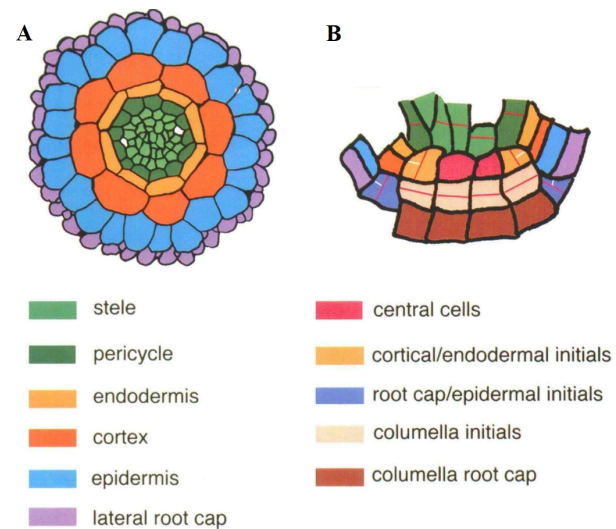 A
B
stele
pericycle
endodermis
cortex
epidermis
lateral root cap
central cells
cortical/endodermal initials
root cap/epidermal initials
columella initials
columella root cap